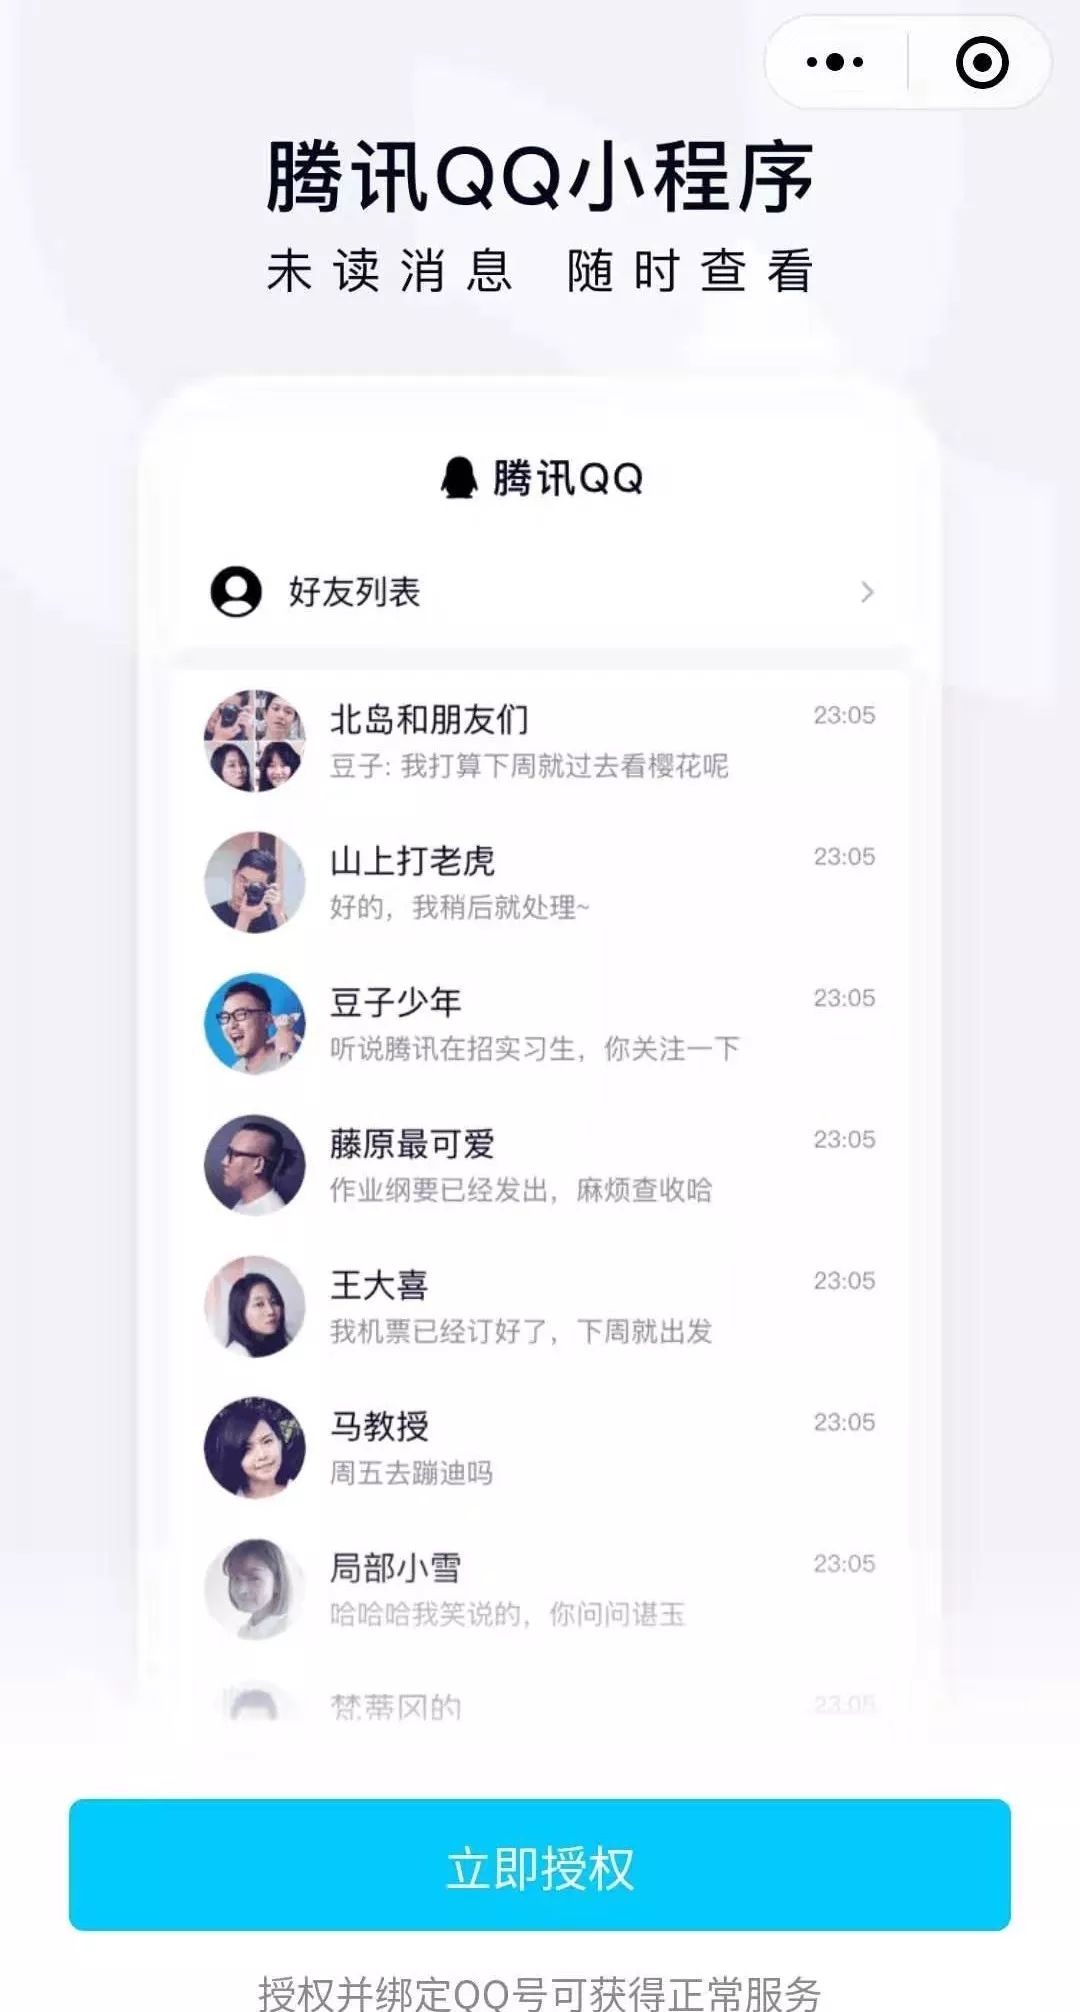 腾讯QQ小程序
未读消息 随时查看
腾讯QQ
好友列表
北岛和朋友们 23:05
豆子: 我打算下周就过去看樱花呢
山上打老虎 23:05
好的，我稍后就处理~
豆子少年 23:05
听说腾讯在招实习生，你关注一下
藤原最可爱 23:05
作业纲要已经发出，麻烦查收哈
王大喜 23:05
我机票已经订好了，下周就出发
马教授 23:05
周五去蹦迪吗
局部小雪 23:05
哈哈哈我笑说的，你问问谌玉
梵蒂冈的 23:05
立即授权
授权并绑定QQ号可获得正常服务